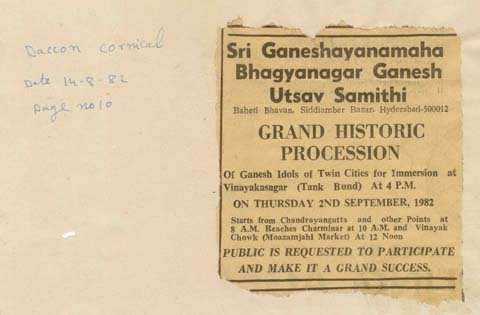 Daccon cornical
Date 14-8-82
page no 10
Sri Ganeshayanamaha
Bhagyanagar Ganesh
Utsav Samithi
Baheti Bhavan, Siddiamber Bazar, Hyderabad-500012
GRAND HISTORIC
PROCESSION
Of Ganesh Idols of Twin Cities for Immersion at
Vinayakasagar (Tank Bund) At 4 P.M.
ON THURSDAY 2ND SEPTEMBER, 1982
Starts from Chandrayangutta and other Points at
8 A.M. Reaches Charminar at 10 A.M. and Vinayak
Chowk (Moazamjahi Market) At 12 Noon
PUBLIC IS REQUESTED TO PARTICIPATE
AND MAKE IT A GRAND SUCCESS.